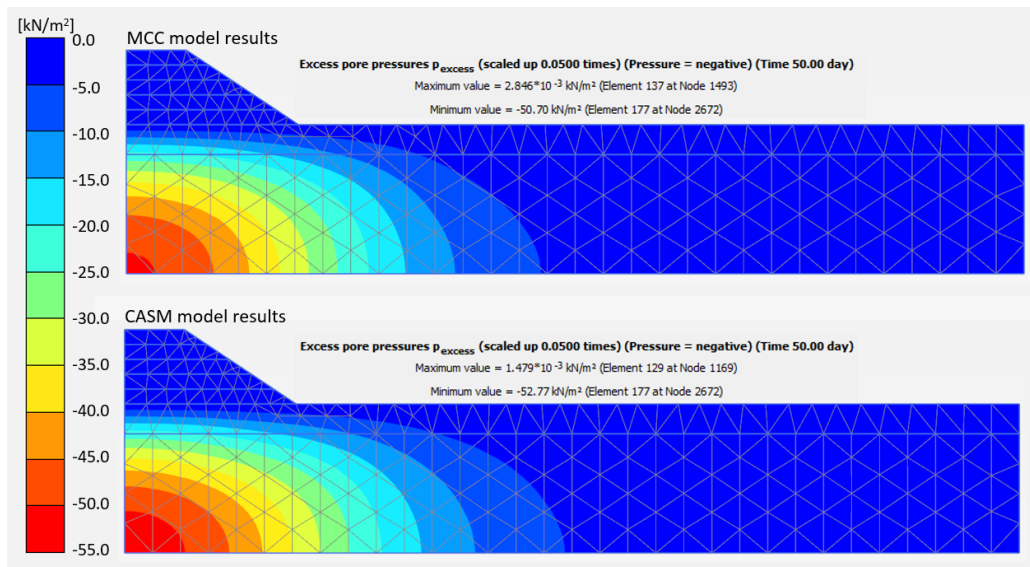 [kN/m²]
0.0
-5.0
-10.0
-15.0
-20.0
-25.0
-30.0
-35.0
-40.0
-45.0
-50.0
-55.0
MCC model results
Excess pore pressures p excess (scaled up 0.0500 times) (Pressure = negative) (Time 50.00 day)
Maximum value = 2.846*10 -3 kN/m² (Element 137 at Node 1493)
Minimum value = -50.70 kN/m² (Element 177 at Node 2672)
CASM model results
Excess pore pressures p excess (scaled up 0.0500 times) (Pressure = negative) (Time 50.00 day)
Maximum value = 1.479*10 -3 kN/m² (Element 129 at Node 1169)
Minimum value = -52.77 kN/m² (Element 177 at Node 2672)